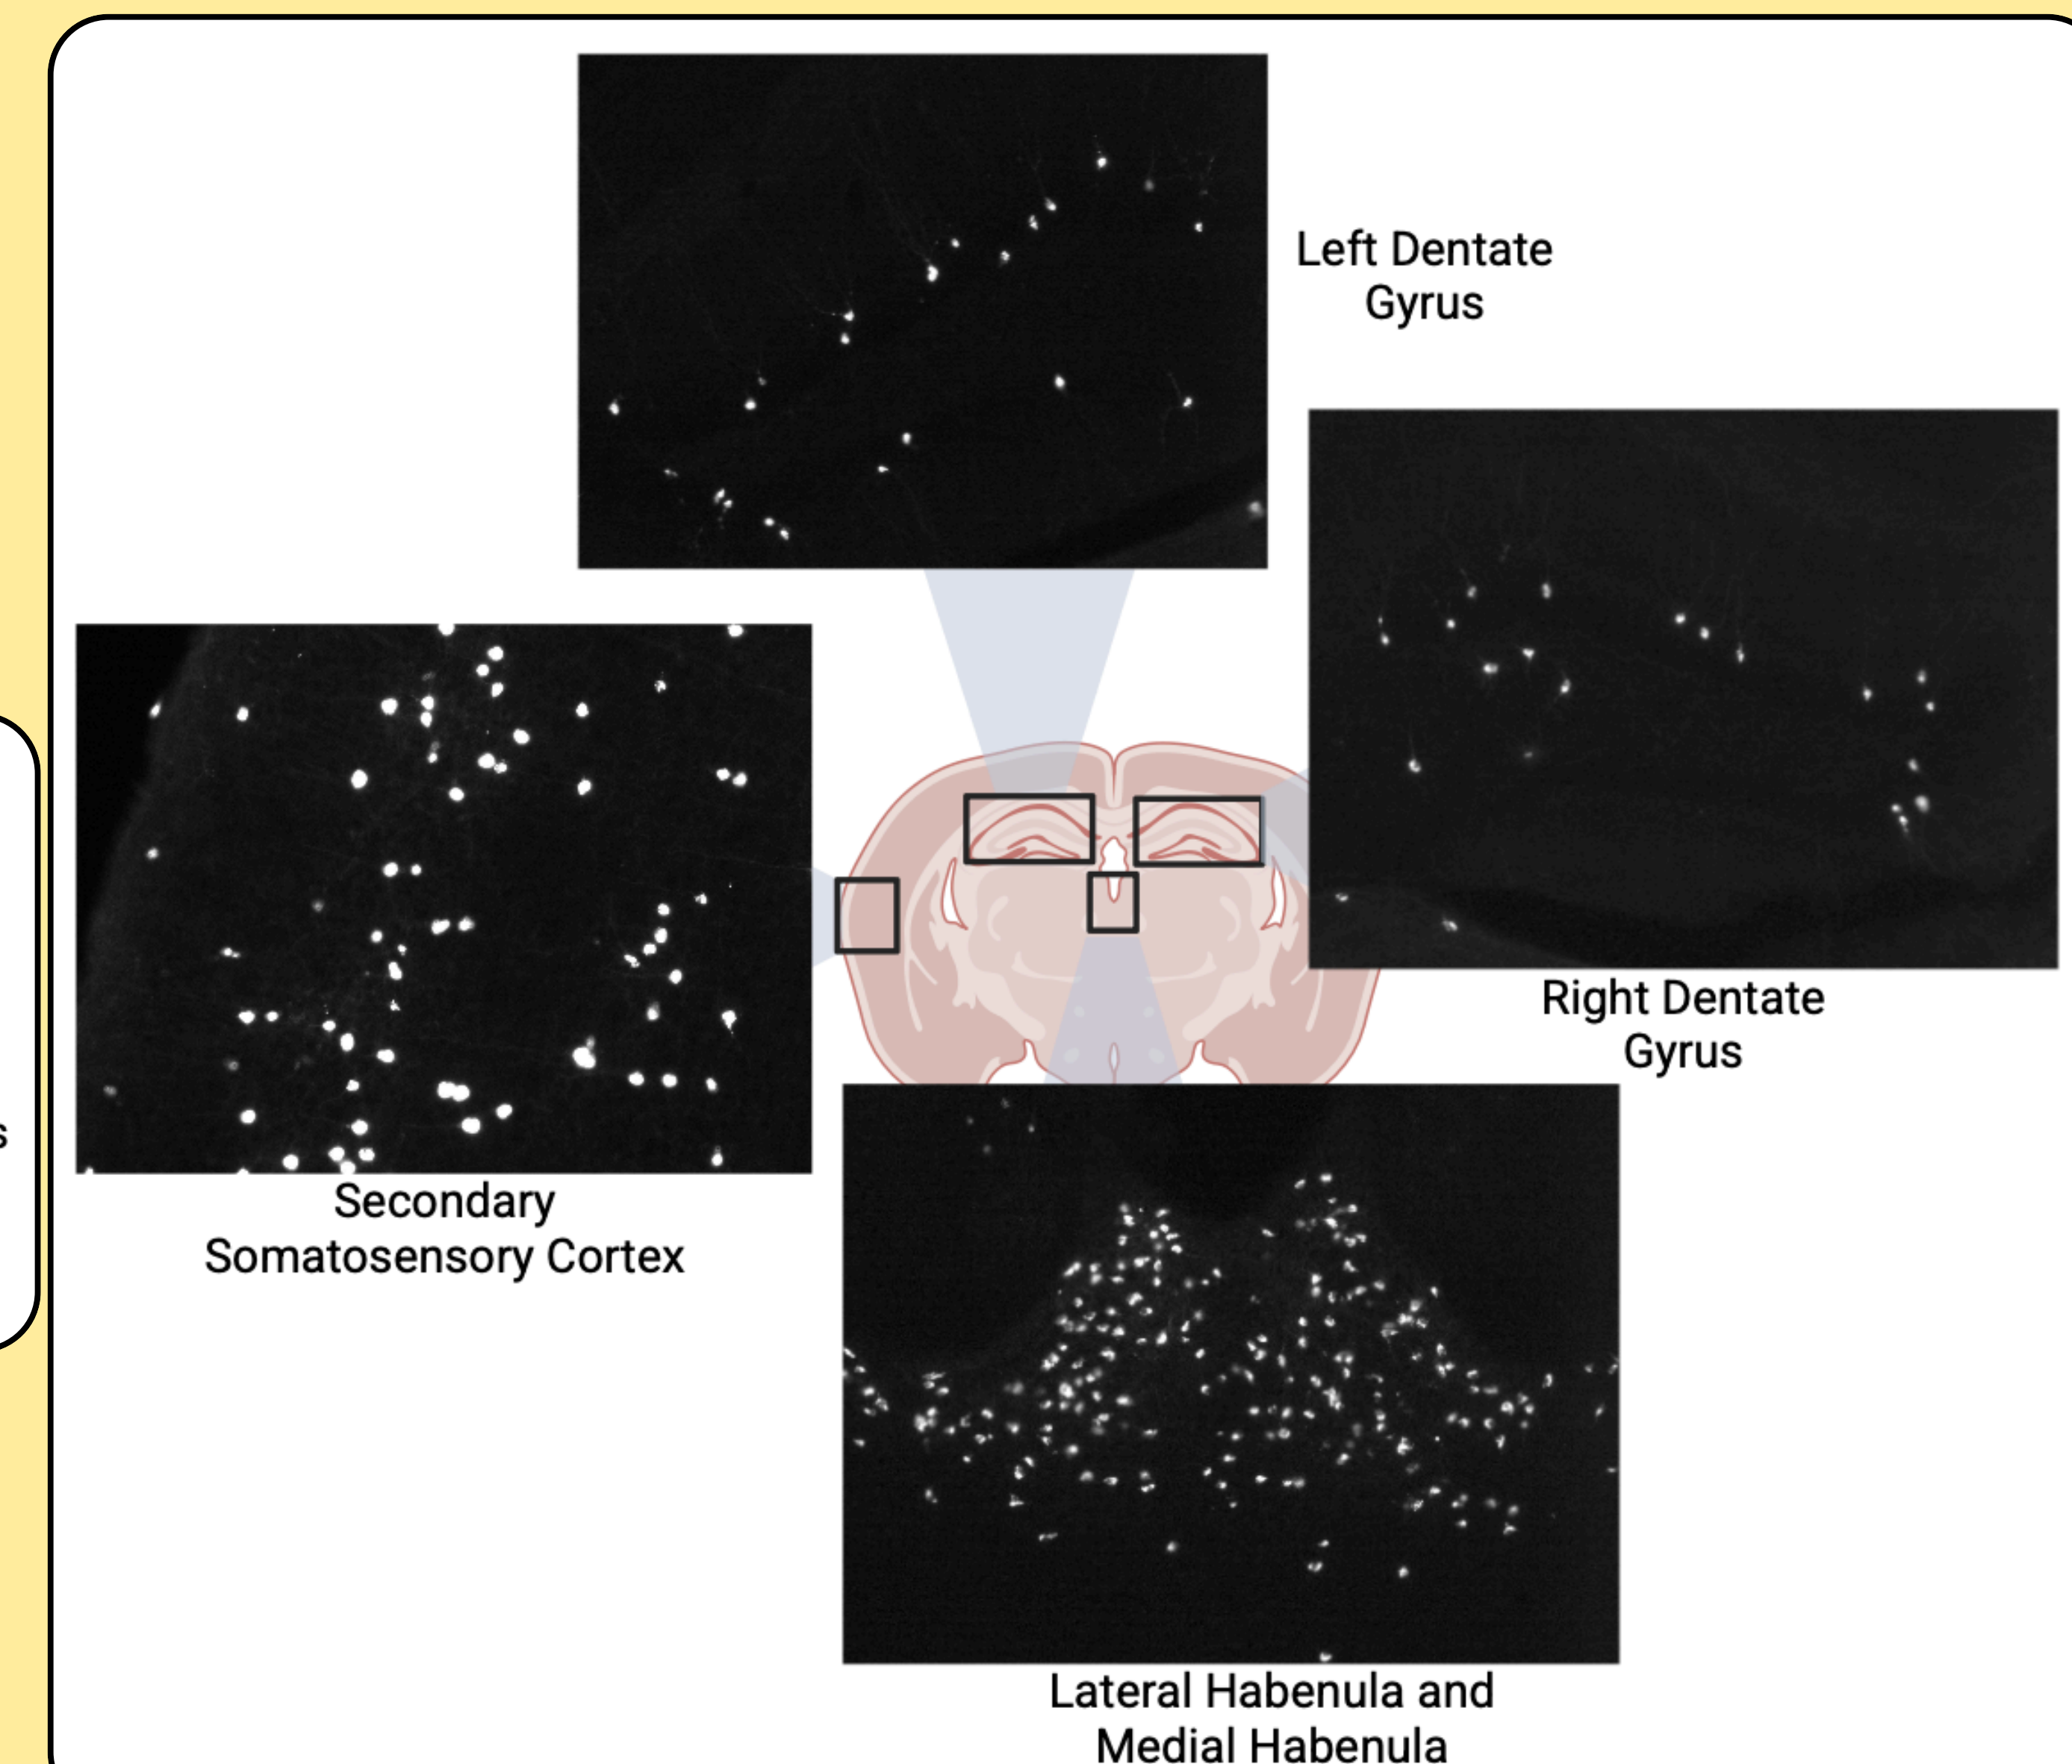 Left Dentate
Gyrus
Right Dentate
Gyrus
s
Secondary
Somatosensory Cortex
Lateral Habenula and
Medial Habenula